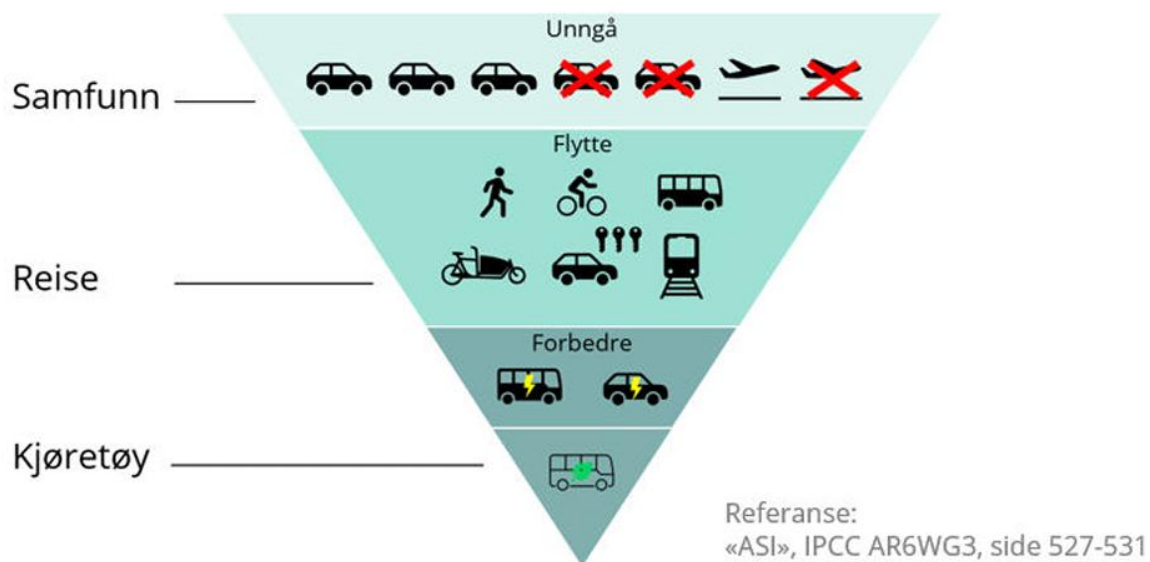 Unngå
Samfunn
Flytte
Reise
Forbedre
Kjøretøy
Referanse:
«ASI», IPCC AR6WG3, side 527-531